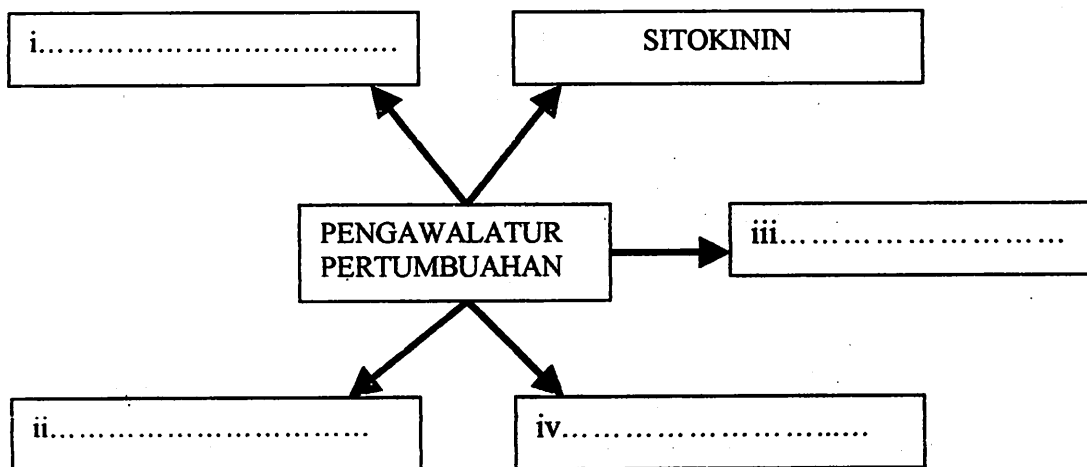 i……………………………….
SITOKININ
PENGAWALATUR
PERTUMBUAHAN
iii………………………
ii……………………………
iv……………………...…